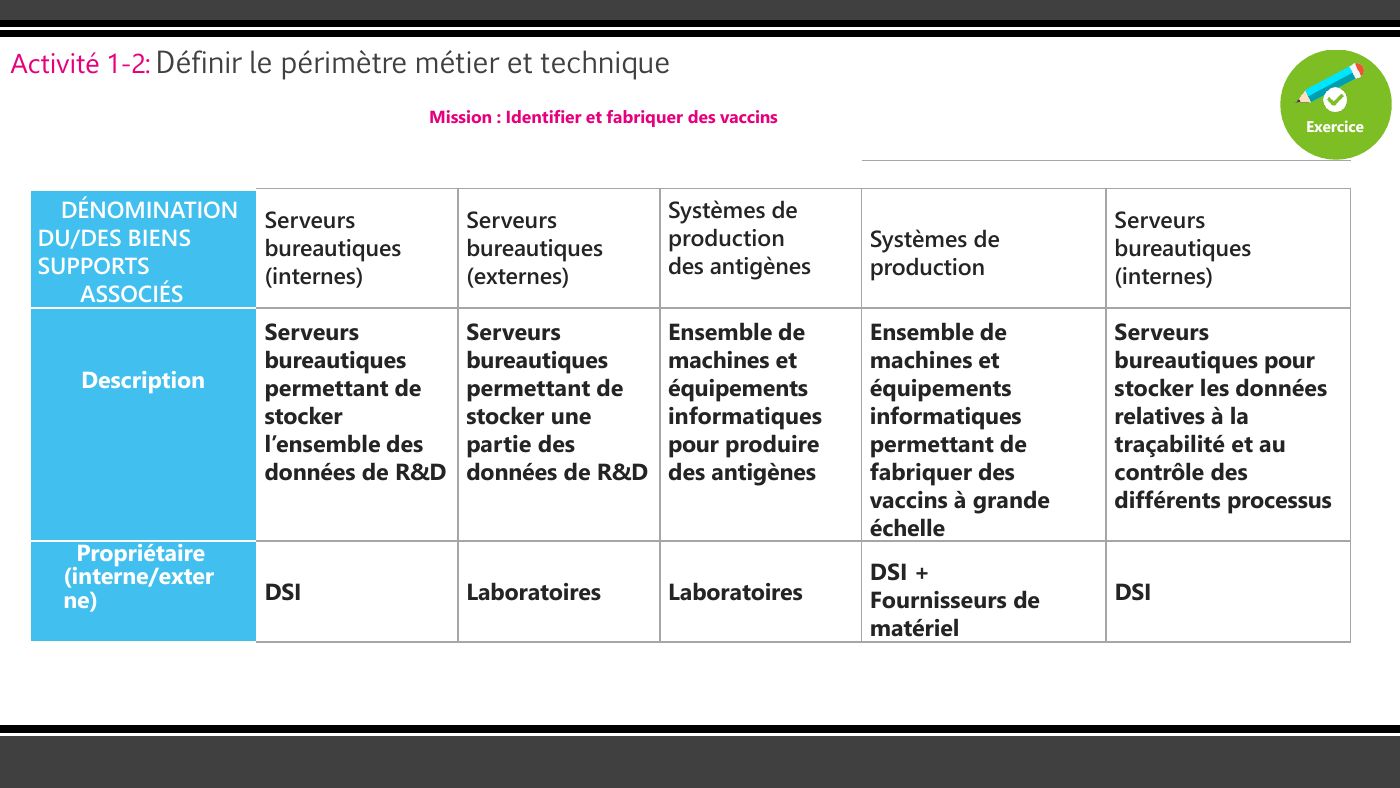 Activité 1-2: Définir le périmètre métier et technique
Mission : Identifier et fabriquer des vaccins
Exercice
DÉNOMINATION
DU/DES BIENS
SUPPORTS
ASSOCIÉS
Serveurs
bureautiques
(internes)
Serveurs
bureautiques
(externes)
Systèmes de
production
des antigènes
Systèmes de
production
Serveurs
bureautiques
(internes)
Description
Serveurs
bureautiques
permettant de
stocker
l’ensemble des
données de R&D
Serveurs
bureautiques
permettant de
stocker une
partie des
données de R&D
Ensemble de
machines et
équipements
informatiques
pour produire
des antigènes
Ensemble de
machines et
équipements
informatiques
permettant de
fabriquer des
vaccins à grande
échelle
Serveurs
bureautiques pour
stocker les données
relatives à la
traçabilité et au
contrôle des
différents processus
Propriétaire
(interne/exter
ne)
DSI
Laboratoires
Laboratoires
DSI +
Fournisseurs de
matériel
DSI